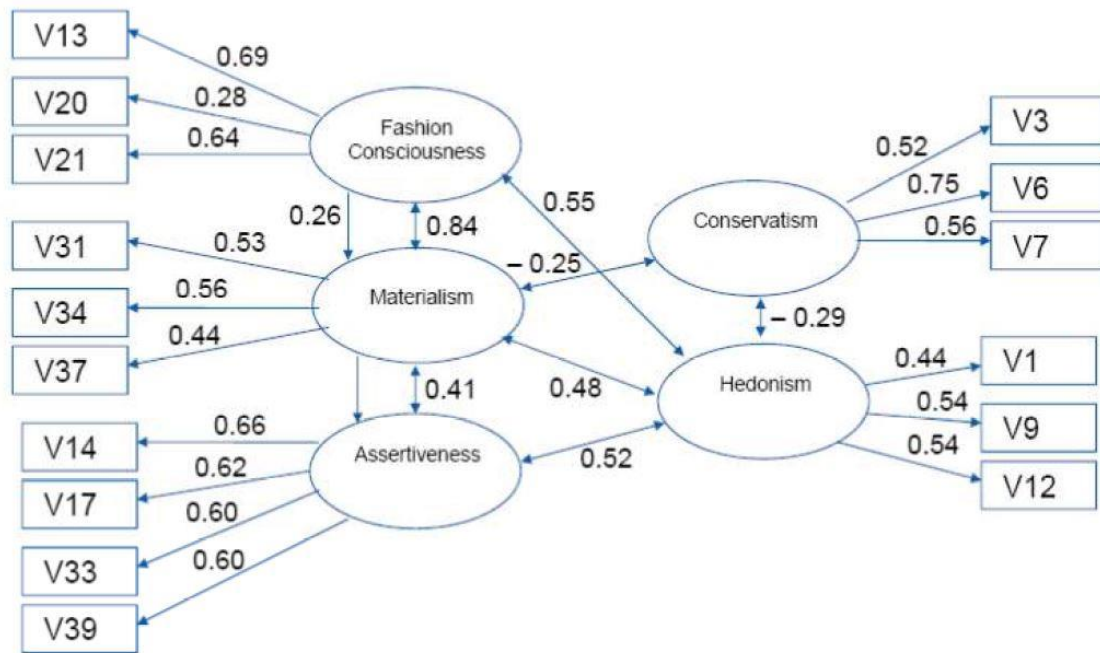 V13
0.69
V20
0.28
V21
0.64
Fashion
Consciousness
0.26
0.84
0.55
V31
0.53
V34
0.56
V37
0.44
Materialism
– 0.25
0.41
0.48
V14
0.66
V17
0.62
V33
0.60
V39
0.60
Assertiveness
0.52
Conservatism
0.52
V3
0.75
V6
0.56
V7
– 0.29
Hedonism
0.44
V1
0.54
V9
0.54
V12